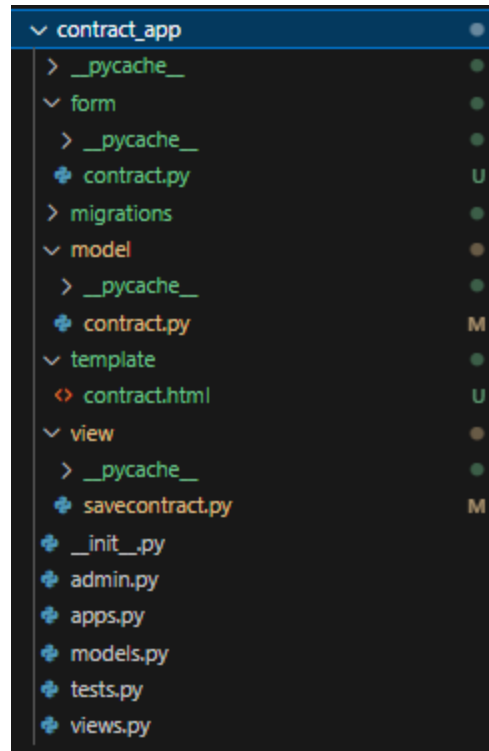 contract_app
__pycache__
form
__pycache__
contract.py U
migrations
model
__pycache__
contract.py M
template
<> contract.html U
view
__pycache__
savecontract.py M
__init__.py
admin.py
apps.py
models.py
tests.py
views.py